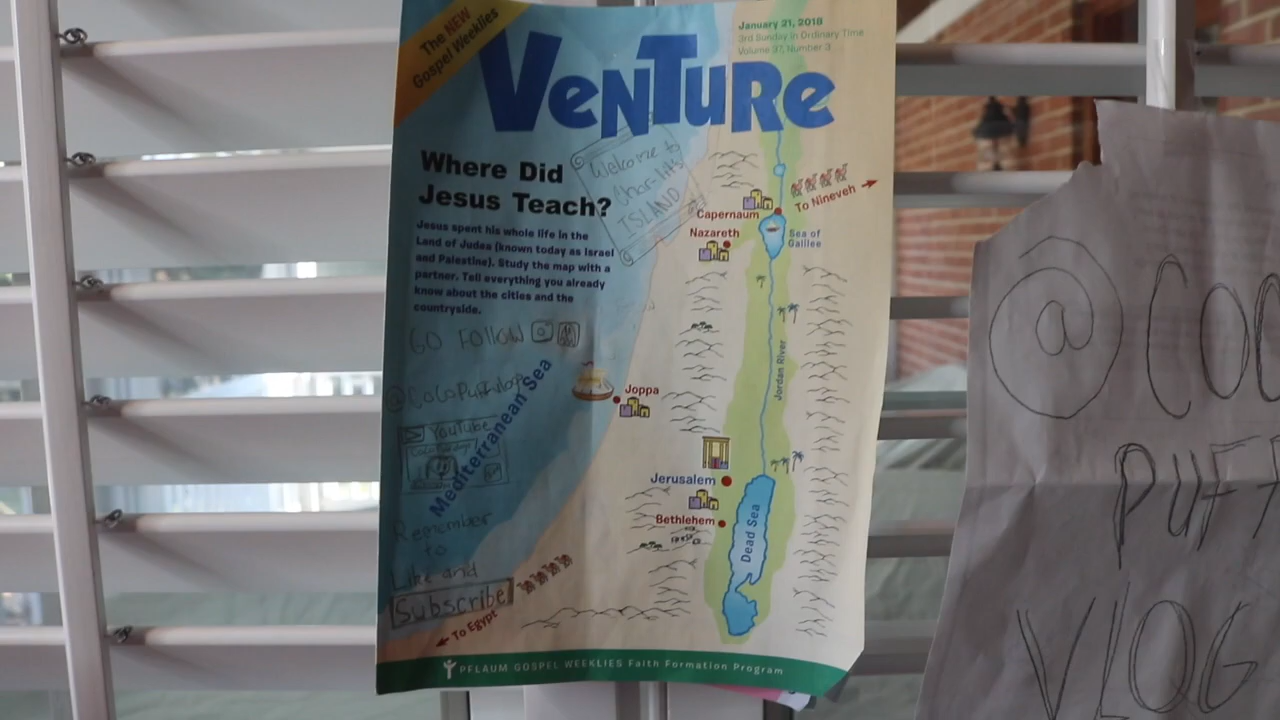 The NEW
Gospel Weeklies
January 21, 2018
3rd Sunday in Ordinary Time
Volume 37, Number 3
VeNTuRe
Where Did
Jesus Teach?
Jesus spent his whole life in the
Land of Judea (known today as Israel
and Palestine). Study the map with a
partner. Tell everything you already
know about the cities and the
countryside.
Welcome to
ISLAND
GO FOLLOW
@CoCoPuffvlogs
YouTube
Remember
to
Like and
Subscribe
Mediterranean Sea
To Egypt
Capernaum
To Nineveh
Nazareth
Sea of
Galilee
Jordan River
Joppa
Jerusalem
Bethlehem
Dead Sea
PFLAUM GOSPEL WEEKLIES Faith Formation Program
@COC
PUFF
VLOG